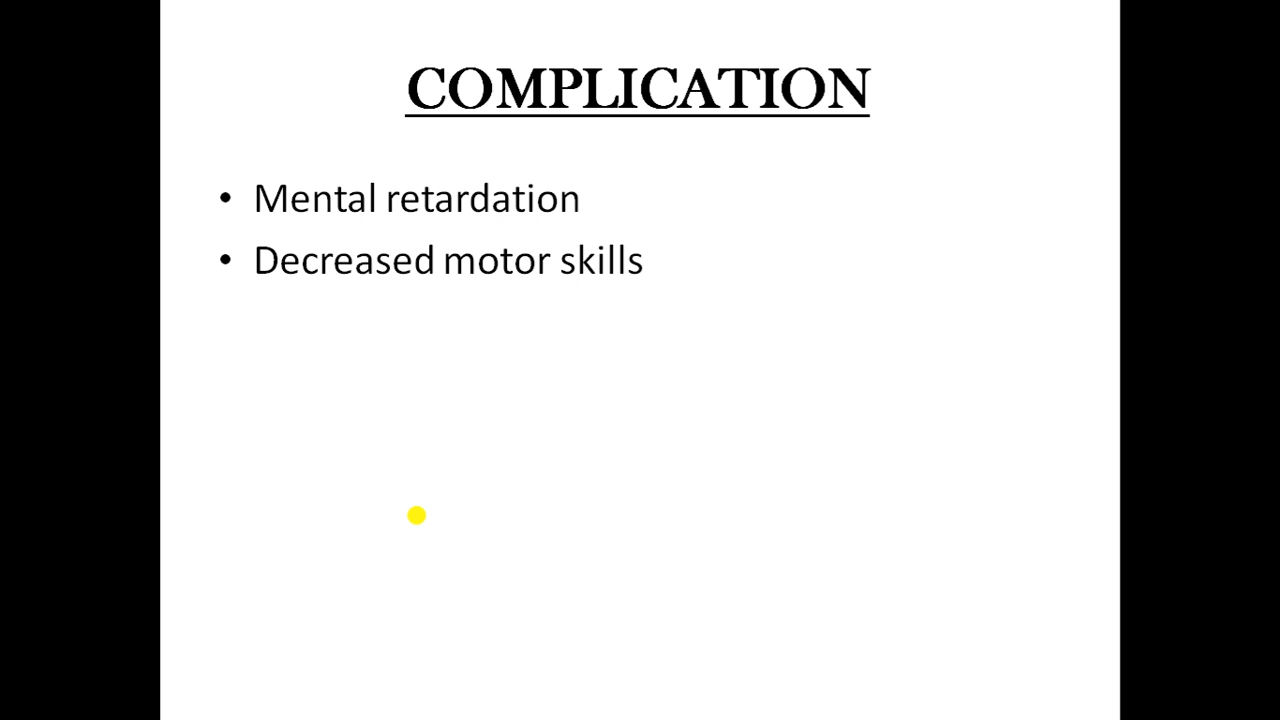 COMPLICATION
• Mental retardation
• Decreased motor skills